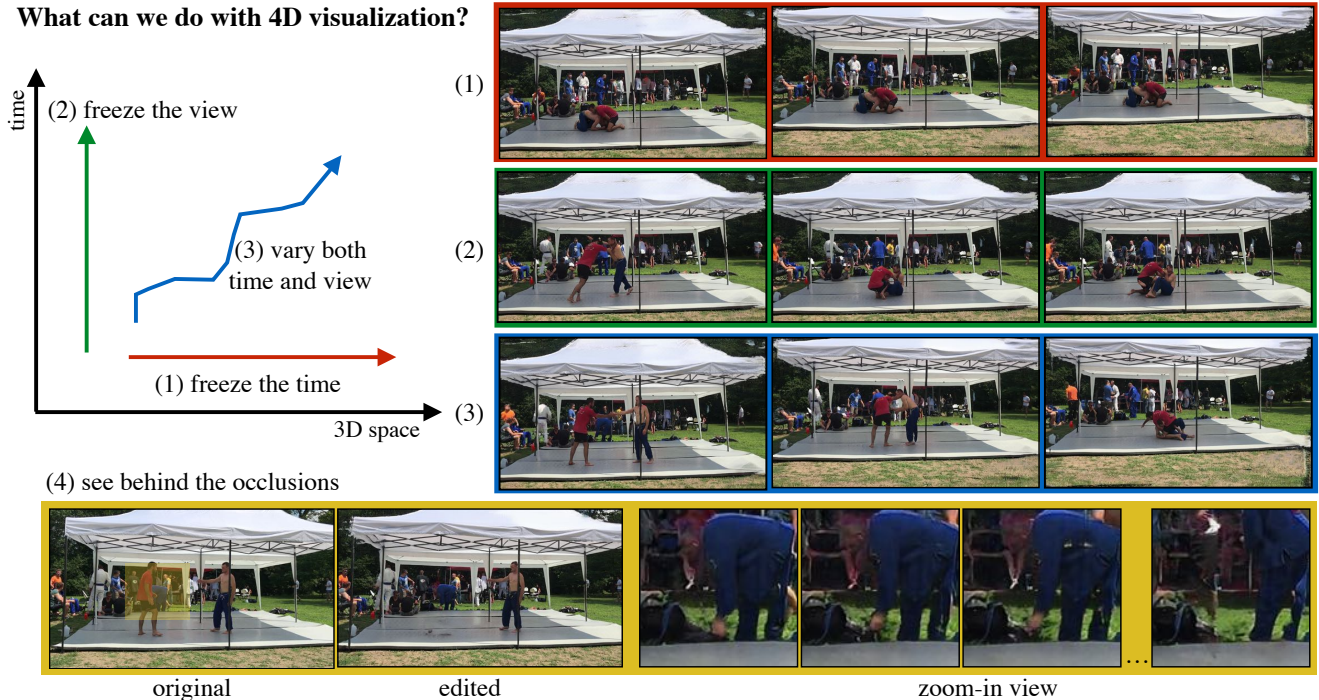 What can we do with 4D visualization?
time
(2) freeze the view
(3) vary both
time and view
(1) freeze the time
3D space
(1)
(2)
(3)
(4) see behind the occlusions
...
original
edited
zoom-in view